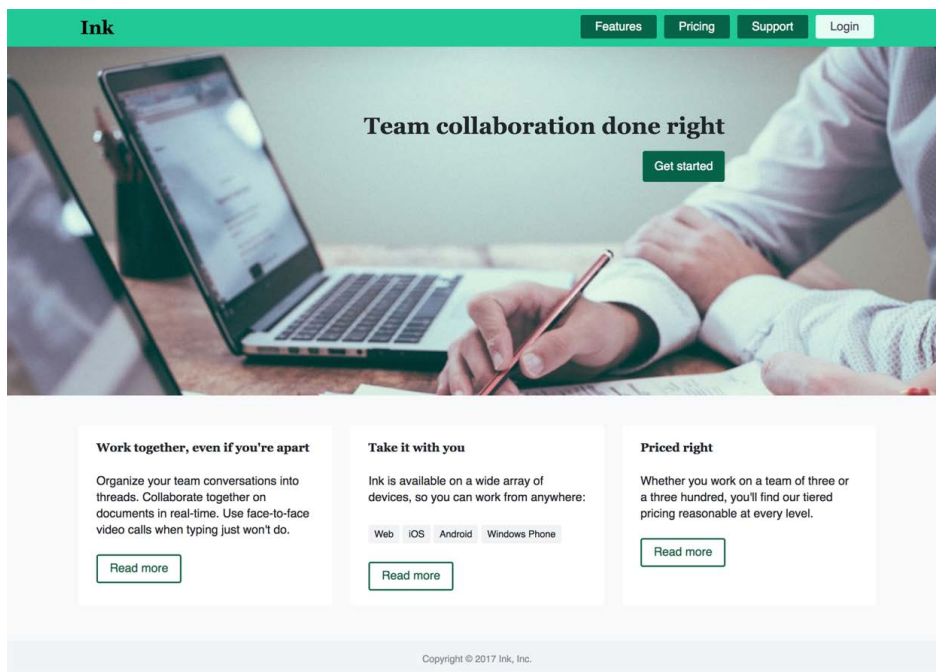 Ink
Features
Pricing
Support
Login
Team collaboration done right
Get started
Work together, even if you're apart
Organize your team conversations into
threads. Collaborate together on
documents in real-time. Use face-to-face
video calls when typing just won't do.
Read more
Take it with you
Ink is available on a wide array of
devices, so you can work from anywhere:
Web iOS Android Windows Phone
Read more
Priced right
Whether you work on a team of three or
a three hundred, you'll find our tiered
pricing reasonable at every level.
Read more
Copyright © 2017 Ink, Inc.